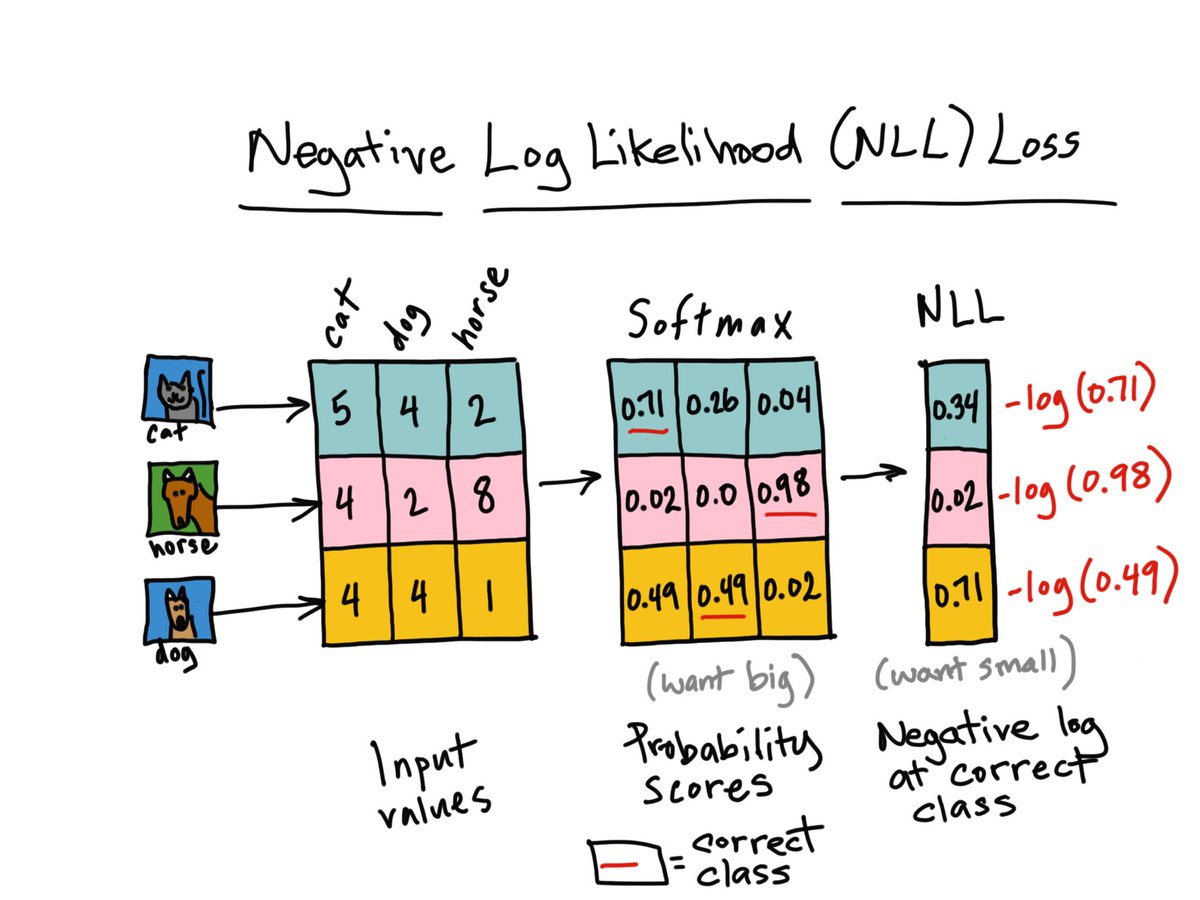 Negative Log Likelihood (NLL) Loss
cat dog horse
Softmax
NLL
cat
5 4 2
0.71 0.26 0.04
0.34
-log(0.71)
horse
4 2 8
0.02 0.0 0.98
0.02
-log(0.98)
dog
4 4 1
0.49 0.49 0.02
0.71
-log(0.49)
(want big)
(want small)
Input
values
Probability
scores
Negative log
at correct
class
= correct
class